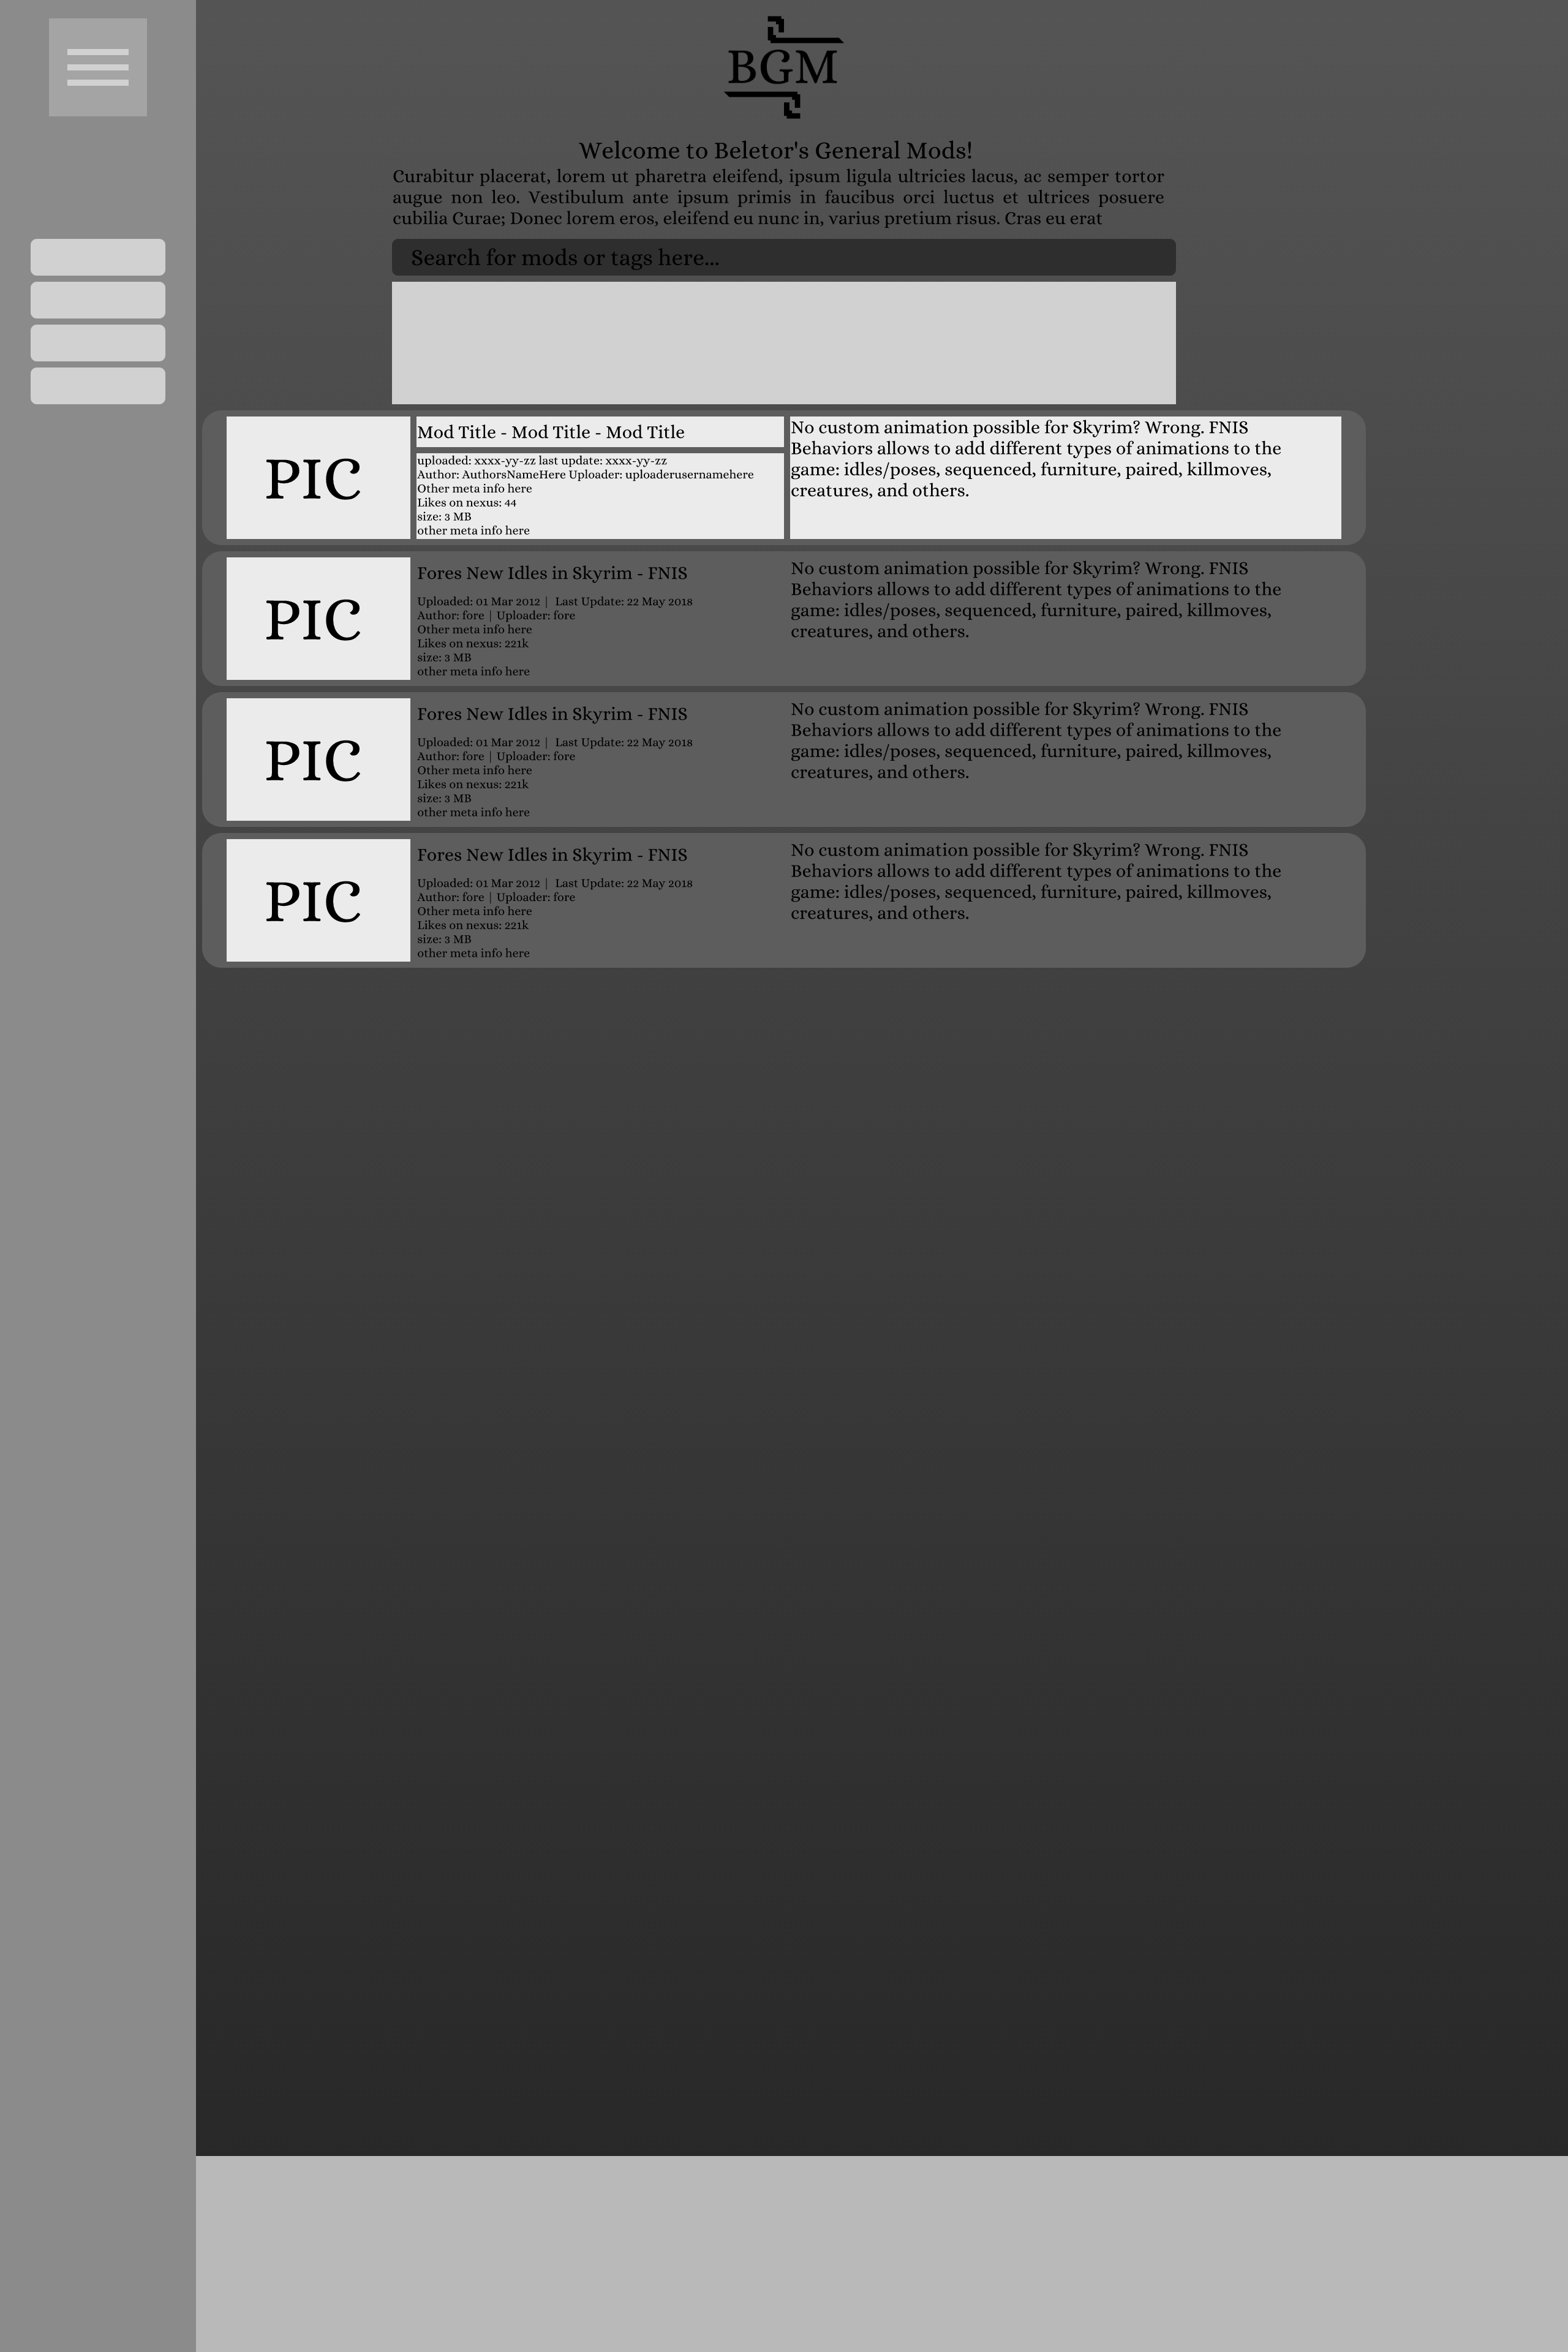 BGM
Welcome to Beletor's General Mods!
Curabitur placerat, lorem ut pharetra eleifend, ipsum ligula ultricies lacus, ac semper tortor
augue non leo. Vestibulum ante ipsum primis in faucibus orci luctus et ultrices posuere
cubilia Curae; Donec lorem eros, eleifend eu nunc in, varius pretium risus. Cras eu erat
Search for mods or tags here...
PIC
Mod Title - Mod Title - Mod Title
uploaded: xxxx-yy-zz last update: xxxx-yy-zz
Author: AuthorsNameHere Uploader: uploaderusernamehere
Other meta info here
Likes on nexus: 44
size: 3 MB
other meta info here
No custom animation possible for Skyrim? Wrong. FNIS
Behaviors allows to add different types of animations to the
game: idles/poses, sequenced, furniture, paired, killmoves,
creatures, and others.
PIC
Fores New Idles in Skyrim - FNIS
Uploaded: 01 Mar 2012 | Last Update: 22 May 2018
Author: fore | Uploader: fore
Other meta info here
Likes on nexus: 221k
size: 3 MB
other meta info here
No custom animation possible for Skyrim? Wrong. FNIS
Behaviors allows to add different types of animations to the
game: idles/poses, sequenced, furniture, paired, killmoves,
creatures, and others.
PIC
Fores New Idles in Skyrim - FNIS
Uploaded: 01 Mar 2012 | Last Update: 22 May 2018
Author: fore | Uploader: fore
Other meta info here
Likes on nexus: 221k
size: 3 MB
other meta info here
No custom animation possible for Skyrim? Wrong. FNIS
Behaviors allows to add different types of animations to the
game: idles/poses, sequenced, furniture, paired, killmoves,
creatures, and others.
PIC
Fores New Idles in Skyrim - FNIS
Uploaded: 01 Mar 2012 | Last Update: 22 May 2018
Author: fore | Uploader: fore
Other meta info here
Likes on nexus: 221k
size: 3 MB
other meta info here
No custom animation possible for Skyrim? Wrong. FNIS
Behaviors allows to add different types of animations to the
game: idles/poses, sequenced, furniture, paired, killmoves,
creatures, and others.